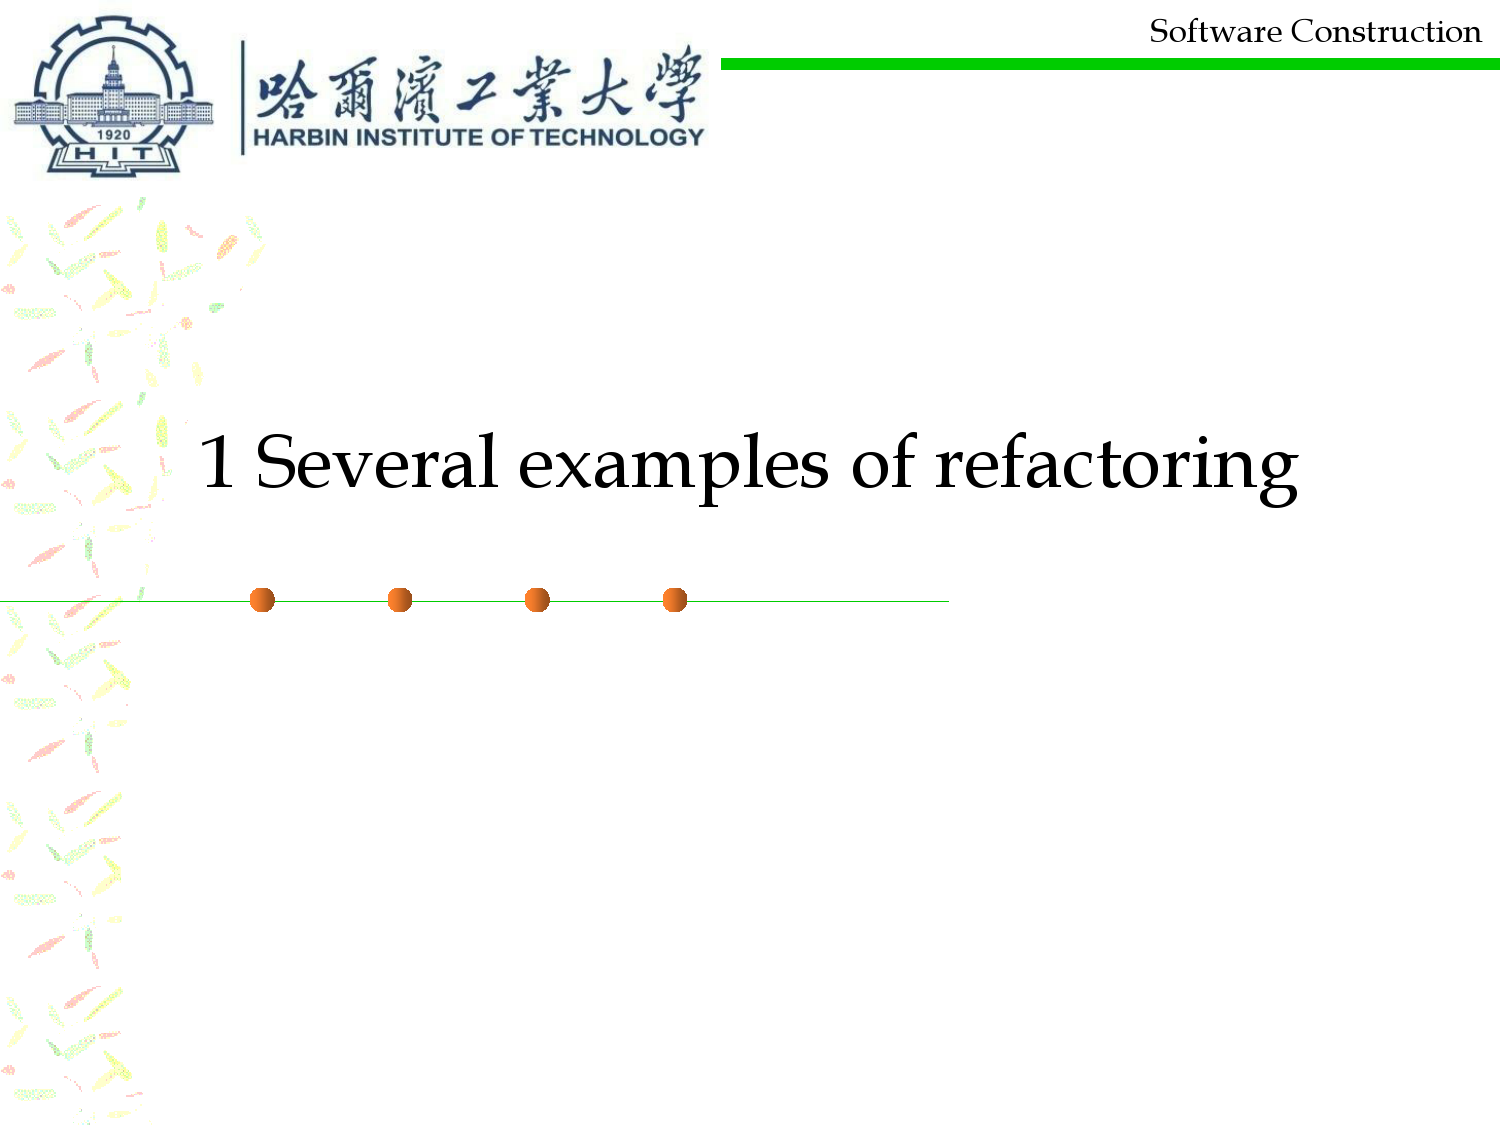 Software Construction
哈爾濱工業大學
HARBIN INSTITUTE OF TECHNOLOGY
1920
HIT
1 Several examples of refactoring